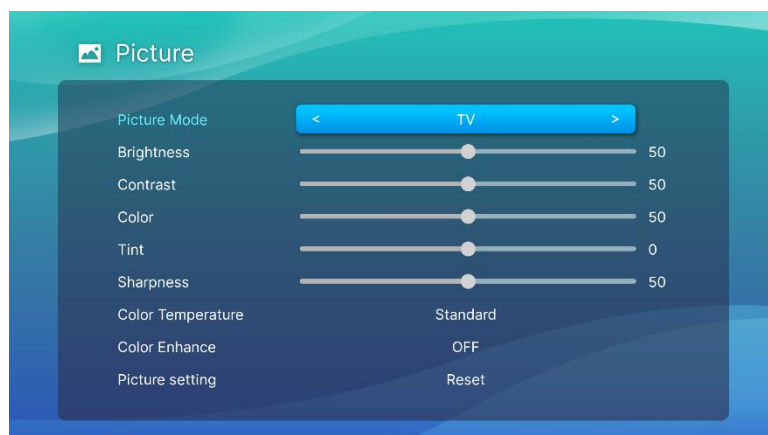 Picture
Picture Mode < TV >
Brightness 50
Contrast 50
Color 50
Tint 0
Sharpness 50
Color Temperature Standard
Color Enhance OFF
Picture setting Reset